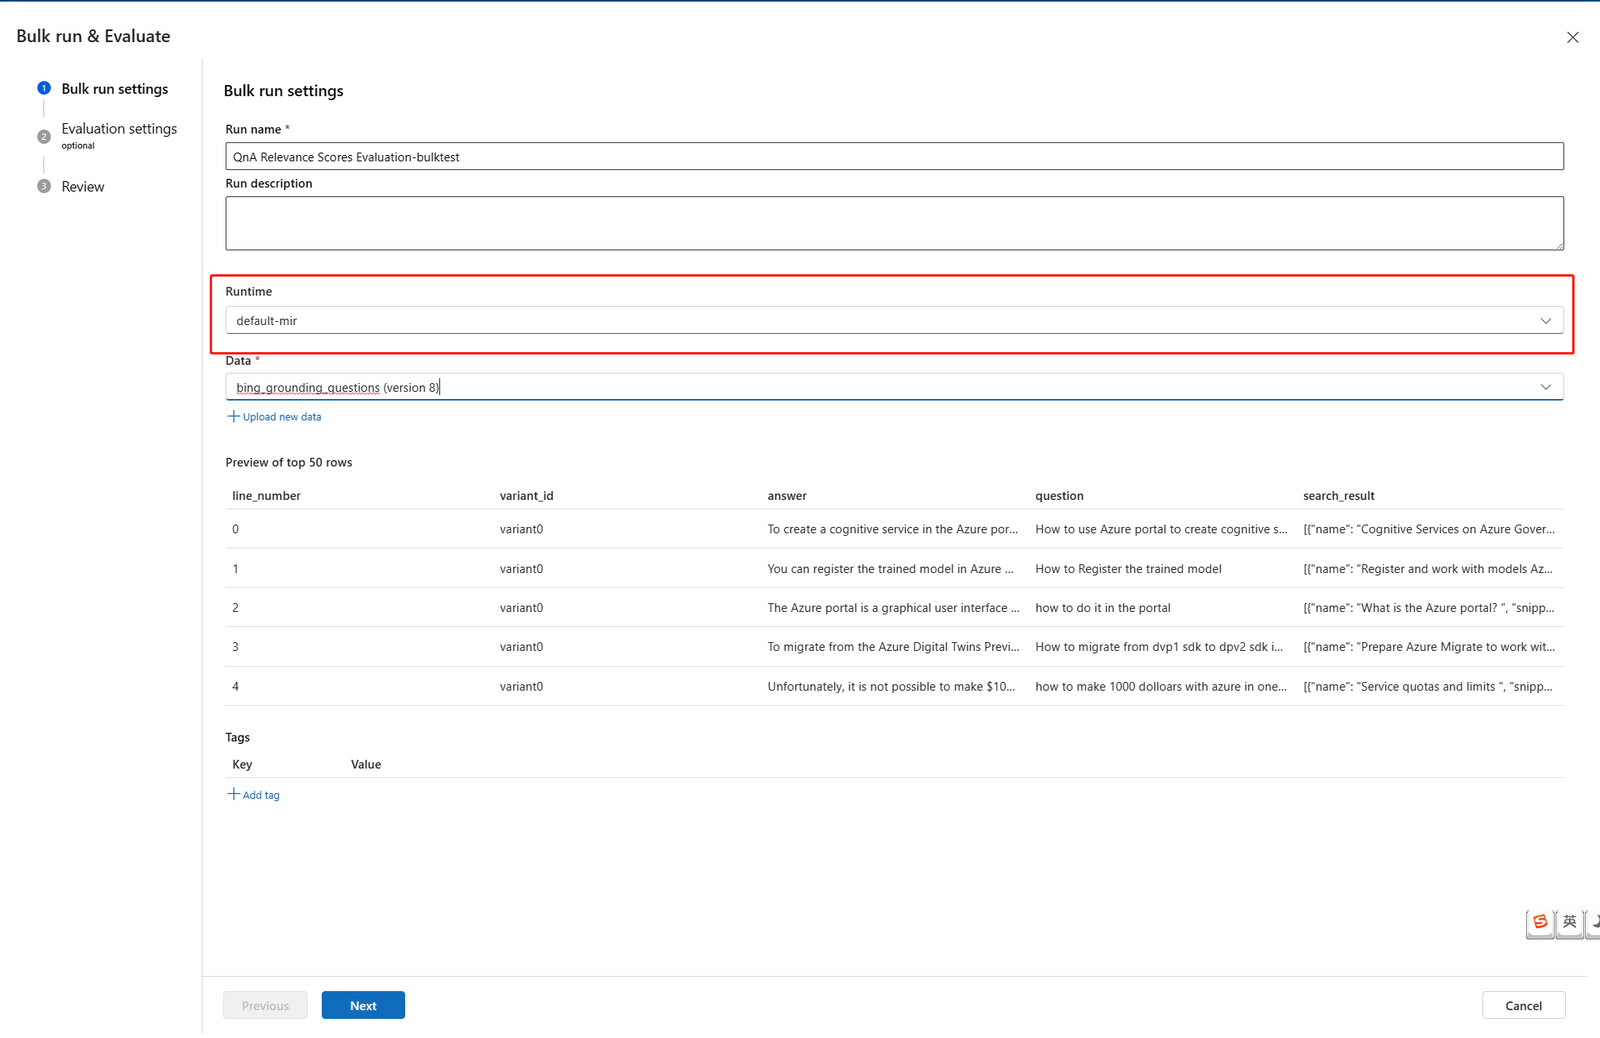 Bulk run & Evaluate
1 Bulk run settings
2 Evaluation settings
optional
3 Review
Bulk run settings
Run name *
QnA Relevance Scores Evaluation-bulktest
Run description
Runtime
default-mir
Data *
bing_grounding_questions (version 8)
Upload new data
Preview of top 50 rows
line_number variant_id answer question search_result
0 variant0 To create a cognitive service in the Azure por... How to use Azure portal to create cognitive s... [{"name": "Cognitive Services on Azure Gover...
1 variant0 You can register the trained model in Azure ... How to Register the trained model [{"name": "Register and work with models Az...
2 variant0 The Azure portal is a graphical user interface ... how to do it in the portal [{"name": "What is the Azure portal? ", "snipp...
3 variant0 To migrate from the Azure Digital Twins Previ... How to migrate from dvp1 sdk to dpv2 sdk i... [{"name": "Prepare Azure Migrate to work wit...
4 variant0 Unfortunately, it is not possible to make $10... how to make 1000 dolloars with azure in one... [{"name": "Service quotas and limits ", "snipp...
Tags
Key Value
Add tag
S 英
Previous Next Cancel